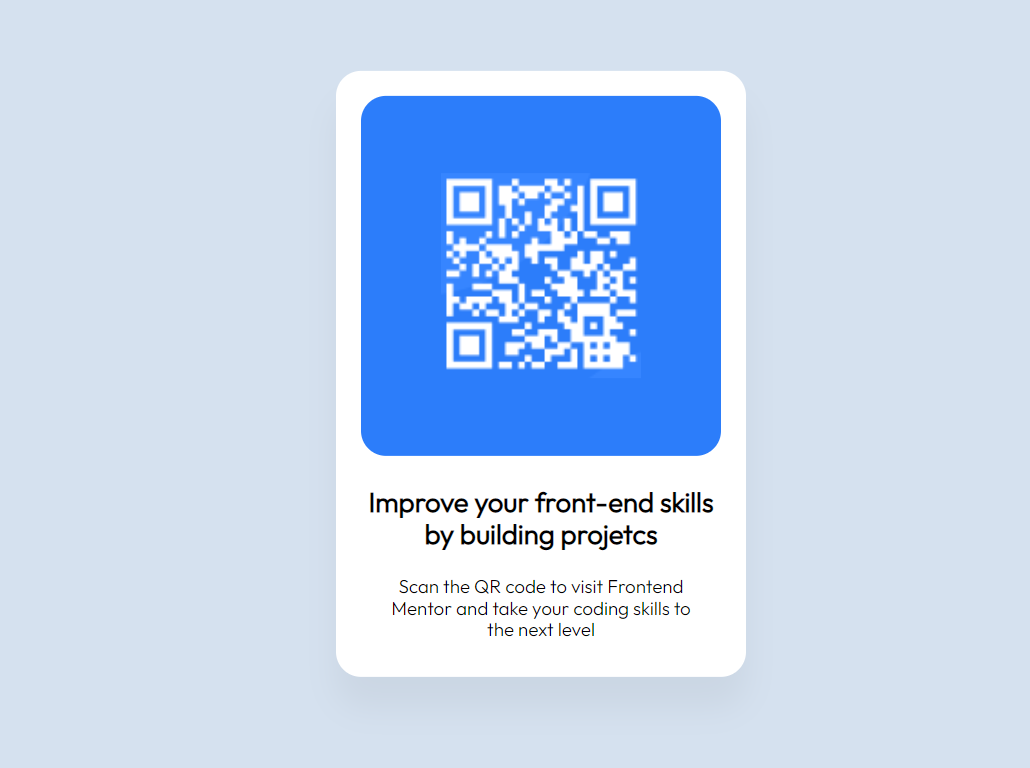 Improve your front-end skills
by building projetcs
Scan the QR code to visit Frontend
Mentor and take your coding skills to
the next level